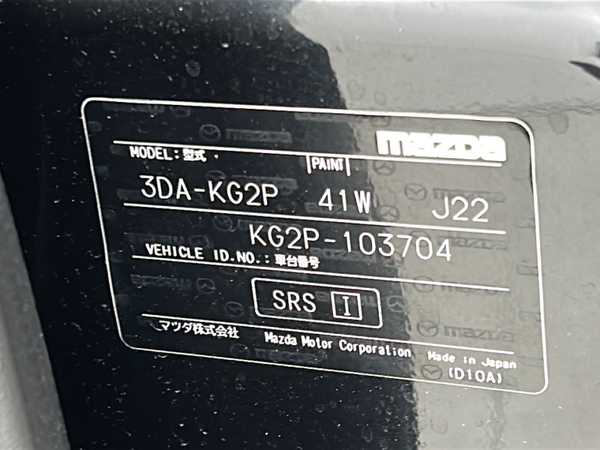 mazda
MODEL:型式 PAINT
3DA-KG2P 41W J22
KG2P-103704
VEHICLE ID.NO.:車台番号
SRS I
マツダ株式会社 Mazda Motor Corporation Made in Japan
(D10A)